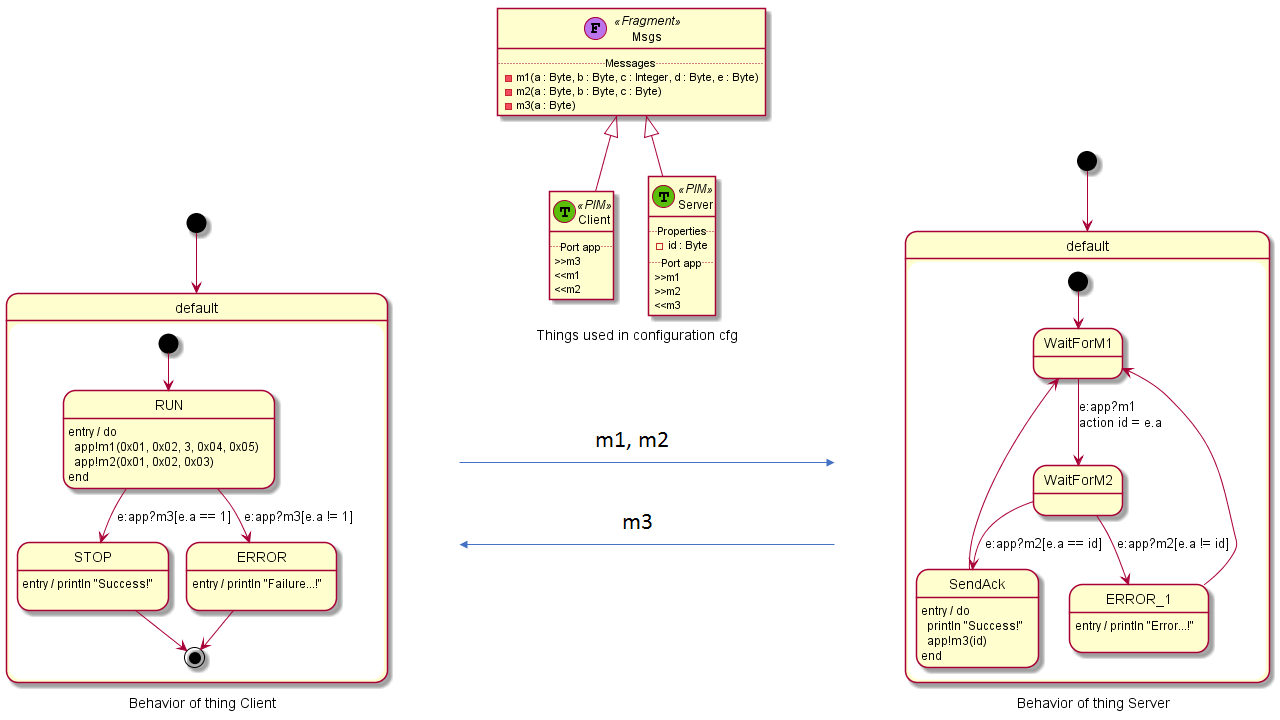 F
«Fragment»
Msgs
Messages
m1(a : Byte, b : Byte, c : Integer, d : Byte, e : Byte)
m2(a : Byte, b : Byte, c : Byte)
m3(a : Byte)
T
«PIM»
Client
Port app
>>m3
<<m1
<<m2
T
«PIM»
Server
Properties
id : Byte
Port app
>>m1
>>m2
<<m3
Things used in configuration cfg
default
RUN
entry / do
app!m1(0x01, 0x02, 3, 0x04, 0x05)
app!m2(0x01, 0x02, 0x03)
end
e:app?m3[e.a == 1]
e:app?m3[e.a != 1]
STOP
entry / println "Success!"
ERROR
entry / println "Failure...!"
Behavior of thing Client
m1, m2
m3
default
WaitForM1
e:app?m1
action id = e.a
WaitForM2
e:app?m2[e.a == id]
e:app?m2[e.a != id]
SendAck
entry / do
println "Success!"
app!m3(id)
end
ERROR_1
entry / println "Error...!"
Behavior of thing Server